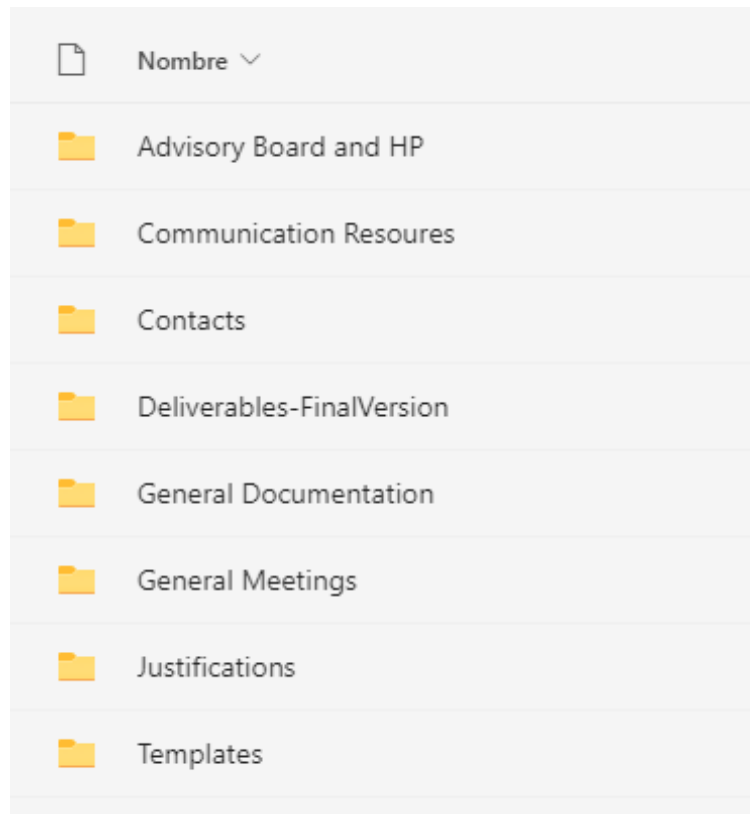 Nombre
Advisory Board and HP
Communication Resoures
Contacts
Deliverables-FinalVersion
General Documentation
General Meetings
Justifications
Templates